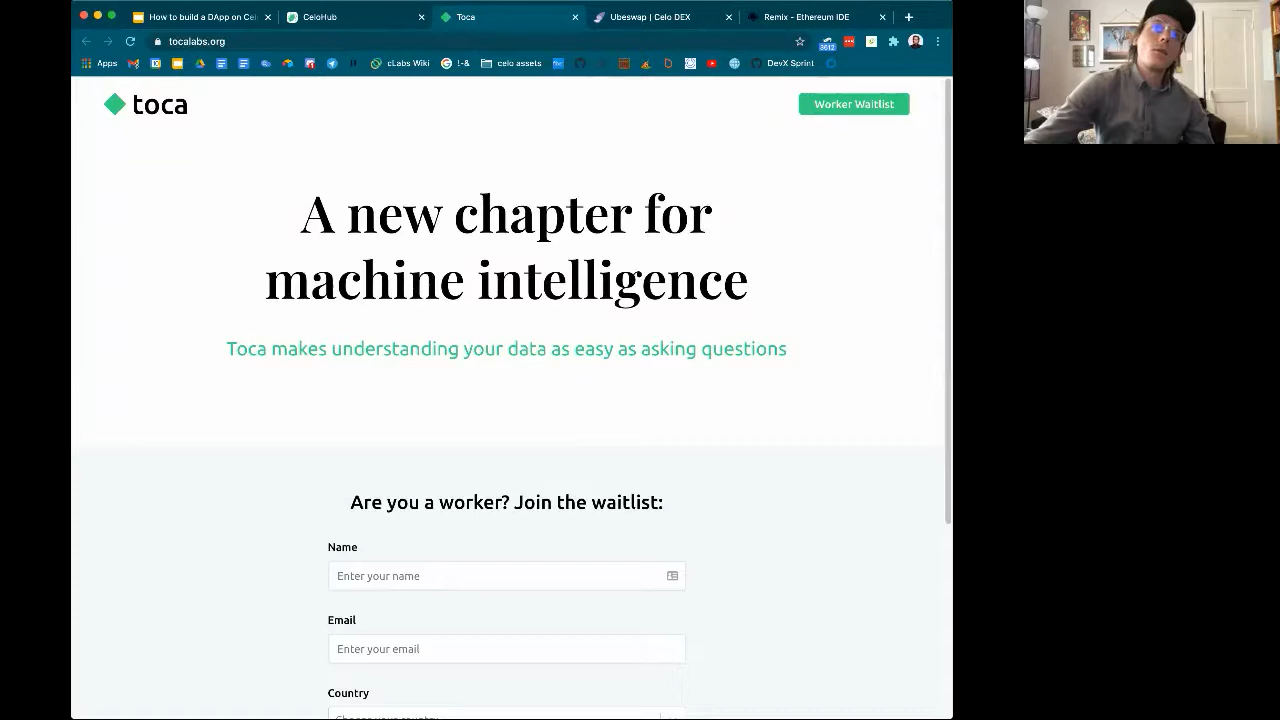 How to build a DApp on Cel
CeloHub
Toca
Ubeswap | Celo DEX
Remix - Ethereum IDE
tocalabs.org
3612
Apps
cLabs Wiki
!-&
celo assets
DevX Sprint
toca
Worker Waitlist
A new chapter for
machine intelligence
Toca makes understanding your data as easy as asking questions
Are you a worker? Join the waitlist:
Name
Enter your name
Email
Enter your email
Country